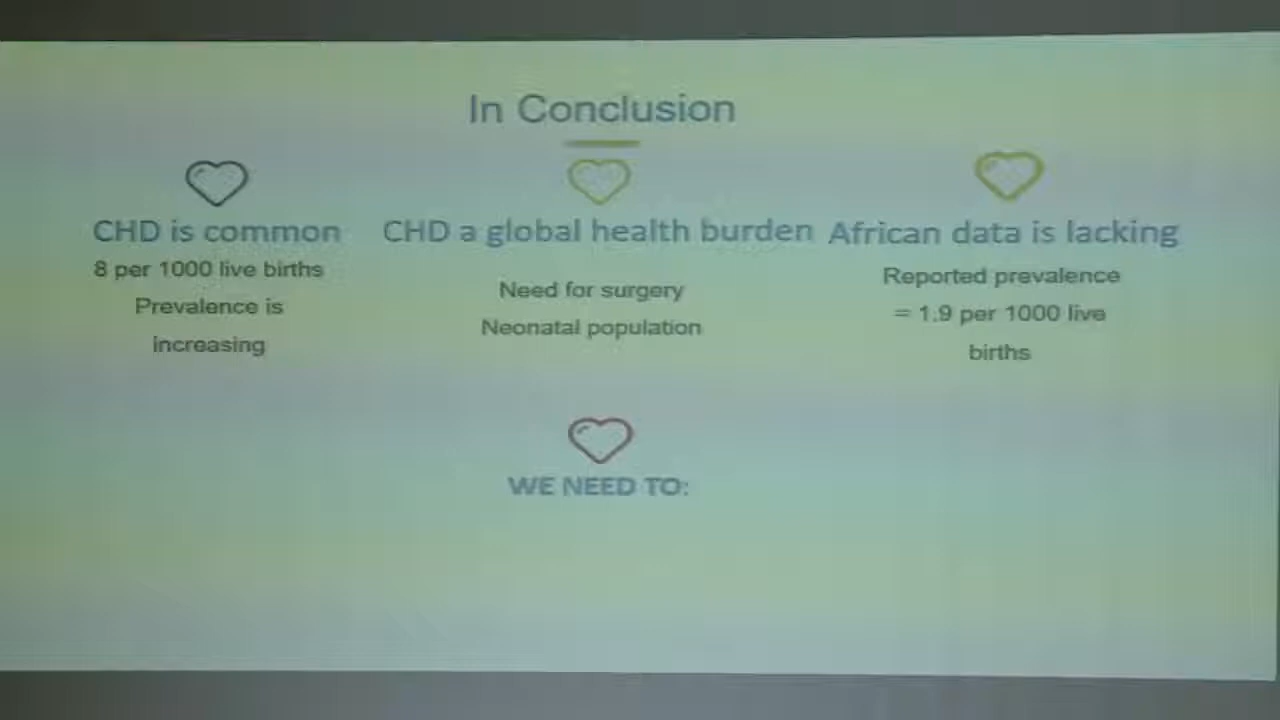 In Conclusion
CHD is common
8 per 1000 live births
Prevalence is
increasing
CHD a global health burden
Need for surgery
Neonatal population
African data is lacking
Reported prevalence
= 1.9 per 1000 live
births
WE NEED TO: